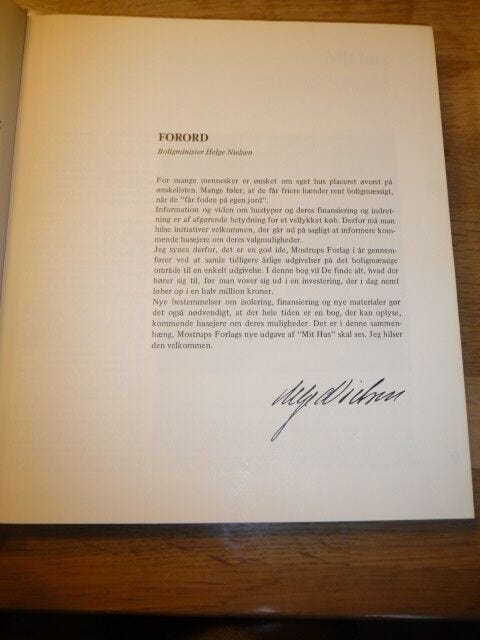 FORORD
Boligminister Helge Nielsen
For mange mennesker er ønsket om eget hus placeret øverst på
ønskelisten. Mange føler, at de får friere hænder rent boligmæssigt,
når de "får foden på egen jord".
Information og viden om hustyper og deres finansiering og indret-
ning er af afgørende betydning for et vellykket køb. Derfor må man
hilse initiativer velkommen, der går ud på sagligt at informere kom-
mende husejere om deres valgmuligheder.
Jeg synes derfor, det er en god ide, Mostrups Forlag i år gennem-
fører ved at samle tidligere årlige udgivelser på det boligmæssige
område til en enkelt udgivelse. I denne bog vil De finde alt, hvad der
hører sig til, før man vover sig ud i en investering, der i dag nemt
løber op i en halv million kroner.
Nye bestemmelser om isolering, finansiering og nye materialer gør
det også nødvendigt, at der hele tiden er en bog, der kan oplyse,
kommende husejere om deres muligheder. Det er i denne sammen-
hæng, Mostrups Forlags nye udgave af "Mit Hus" skal ses. Jeg hilser
den velkommen.
Helge Nielsen